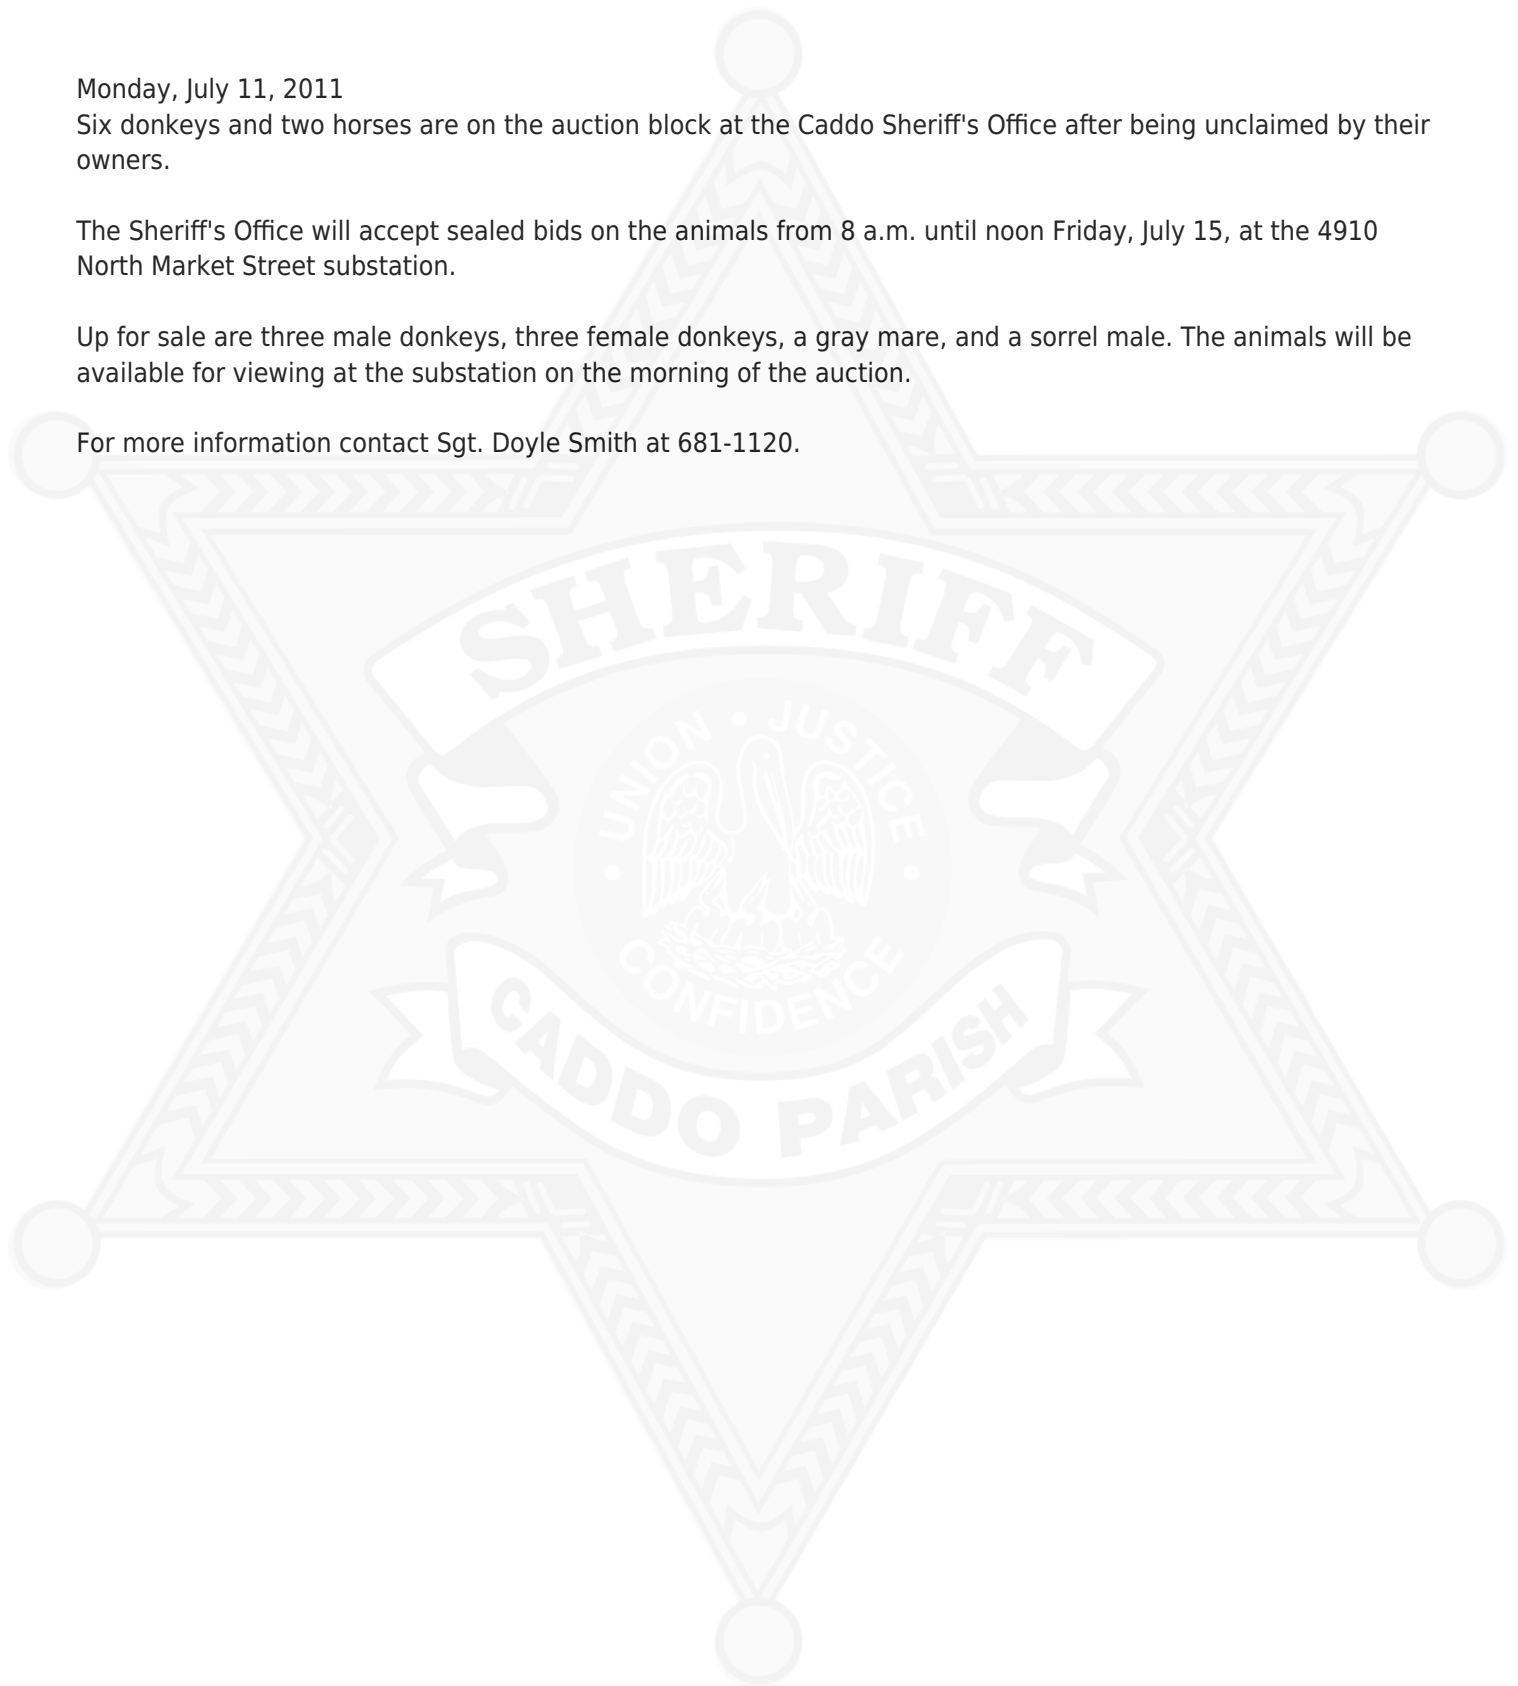 Monday, July 11, 2011
Six donkeys and two horses are on the auction block at the Caddo Sheriff's Office after being unclaimed by their
owners.
The Sheriff's Office will accept sealed bids on the animals from 8 a.m. until noon Friday, July 15, at the 4910
North Market Street substation.
Up for sale are three male donkeys, three female donkeys, a gray mare, and a sorrel male. The animals will be
available for viewing at the substation on the morning of the auction.
For more information contact Sgt. Doyle Smith at 681-1120.
SHERIFF
UNION • JUSTICE
• CONFIDENCE •
CADDO PARISH